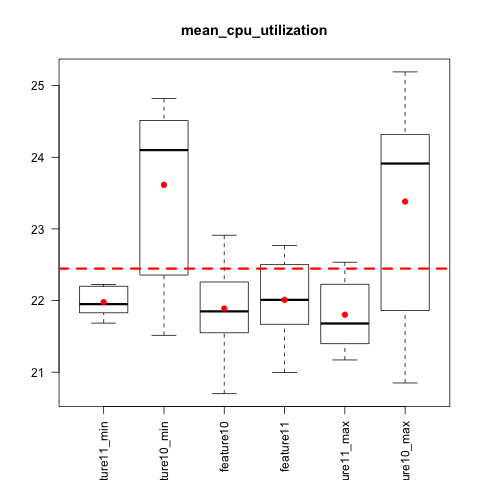 mean_cpu_utilization
25
24
23
22
21
ture11_min
ture10_min
feature10
feature11
ure11_max
ure10_max